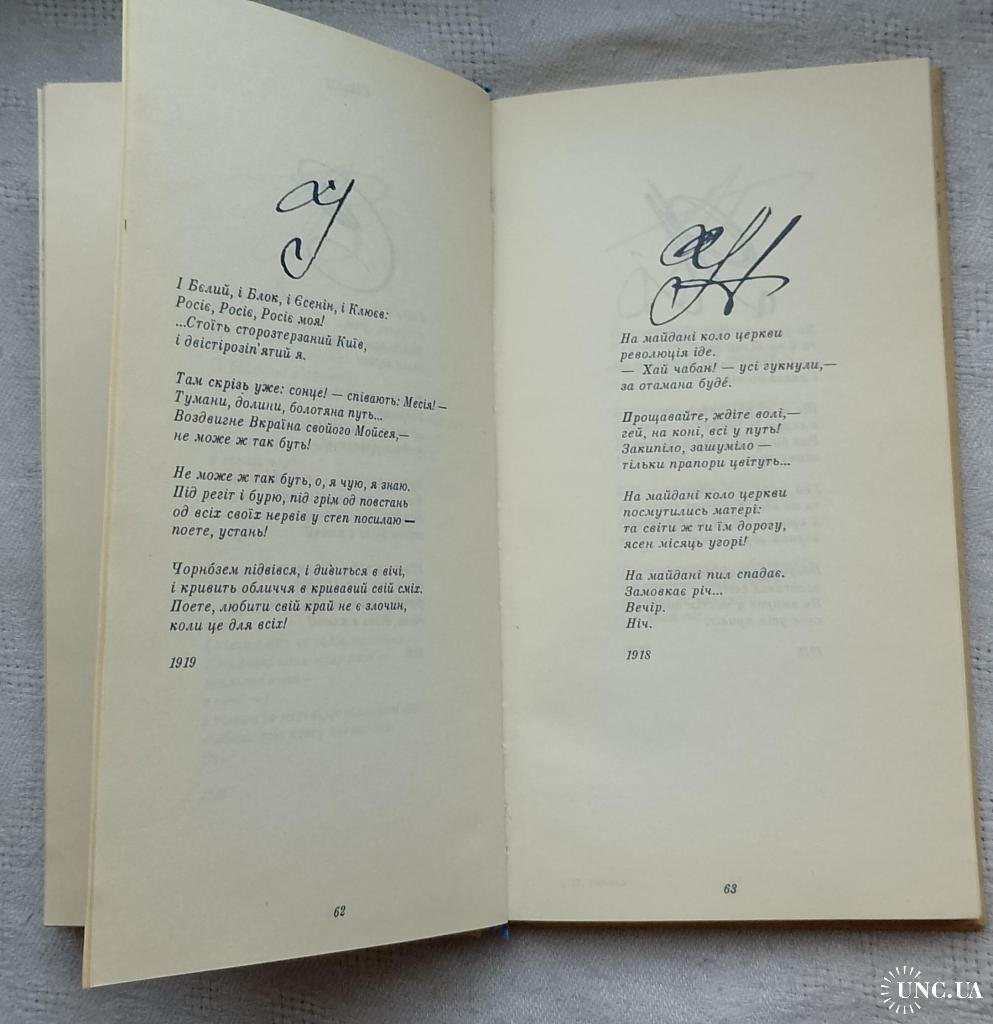 І Бєлий, і Блок, і Єсенін, і Клюєв:
Росіє, Росіє, Росіє моя!
...Стоїть сторозтерзаний Київ,
і двістірозіп'ятий я.
Там скрізь уже: сонце! — співають: Месія! —
Тумани, долини, болотяна путь...
Воздвигне Вкраїна свойого Мойсея,—
не може ж так буть!
Не може ж так буть, о, я чую, я знаю.
Під регіт і бурю, під грім од повстань
од всіх своїх нервів у степ посилаю —
поете, устань!
Чорнозем підвівся, і дивиться в вічі,
і кривить обличчя в кривавий свій сміх.
Поете, любити свій край не є злочин,
коли це для всіх!
1919
62
На майдані коло церкви
революція іде.
— Хай чабан! — усі гукнули,—
за отамана буде́.
Прощавайте, ждіте волі,—
гей, на коні, всі у путь!
Закипіло, зашуміло —
тільки прапори цвітуть...
На майдані коло церкви
посмутились матері:
та світи ж ти їм дорогу,
ясен місяць угорі!
На майдані пил спадає.
Замовкає річ...
Вечір.
Ніч.
1918
63
UNC.UA